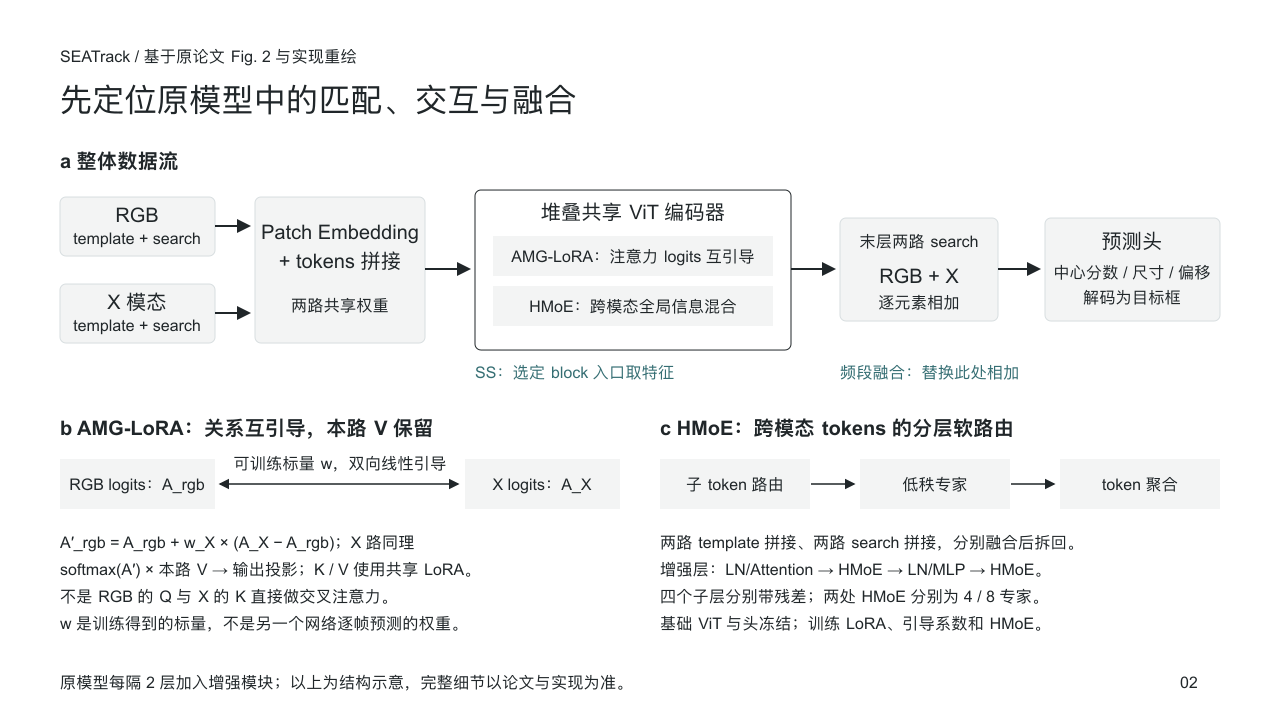 SEATrack / 基于原论文 Fig. 2 与实现重绘
先定位原模型中的匹配、交互与融合
a 整体数据流
RGB
template + search
X 模态
template + search
Patch Embedding
+ tokens 拼接
两路共享权重
堆叠共享 ViT 编码器
AMG-LoRA：注意力 logits 互引导
HMoE：跨模态全局信息混合
SS：选定 block 入口取特征
末层两路 search
RGB + X
逐元素相加
频段融合：替换此处相加
预测头
中心分数 / 尺寸 / 偏移
解码为目标框
b AMG-LoRA：关系互引导，本路 V 保留
RGB logits：A_rgb
可训练标量 w，双向线性引导
X logits：A_X
A′_rgb = A_rgb + w_X × (A_X − A_rgb)；X 路同理
softmax(A′) × 本路 V → 输出投影；K / V 使用共享 LoRA。
不是 RGB 的 Q 与 X 的 K 直接做交叉注意力。
w 是训练得到的标量，不是另一个网络逐帧预测的权重。
c HMoE：跨模态 tokens 的分层软路由
子 token 路由
低秩专家
token 聚合
两路 template 拼接、两路 search 拼接，分别融合后拆回。
增强层：LN/Attention → HMoE → LN/MLP → HMoE。
四个子层分别带残差；两处 HMoE 分别为 4 / 8 专家。
基础 ViT 与头冻结；训练 LoRA、引导系数和 HMoE。
原模型每隔 2 层加入增强模块；以上为结构示意，完整细节以论文与实现为准。
02